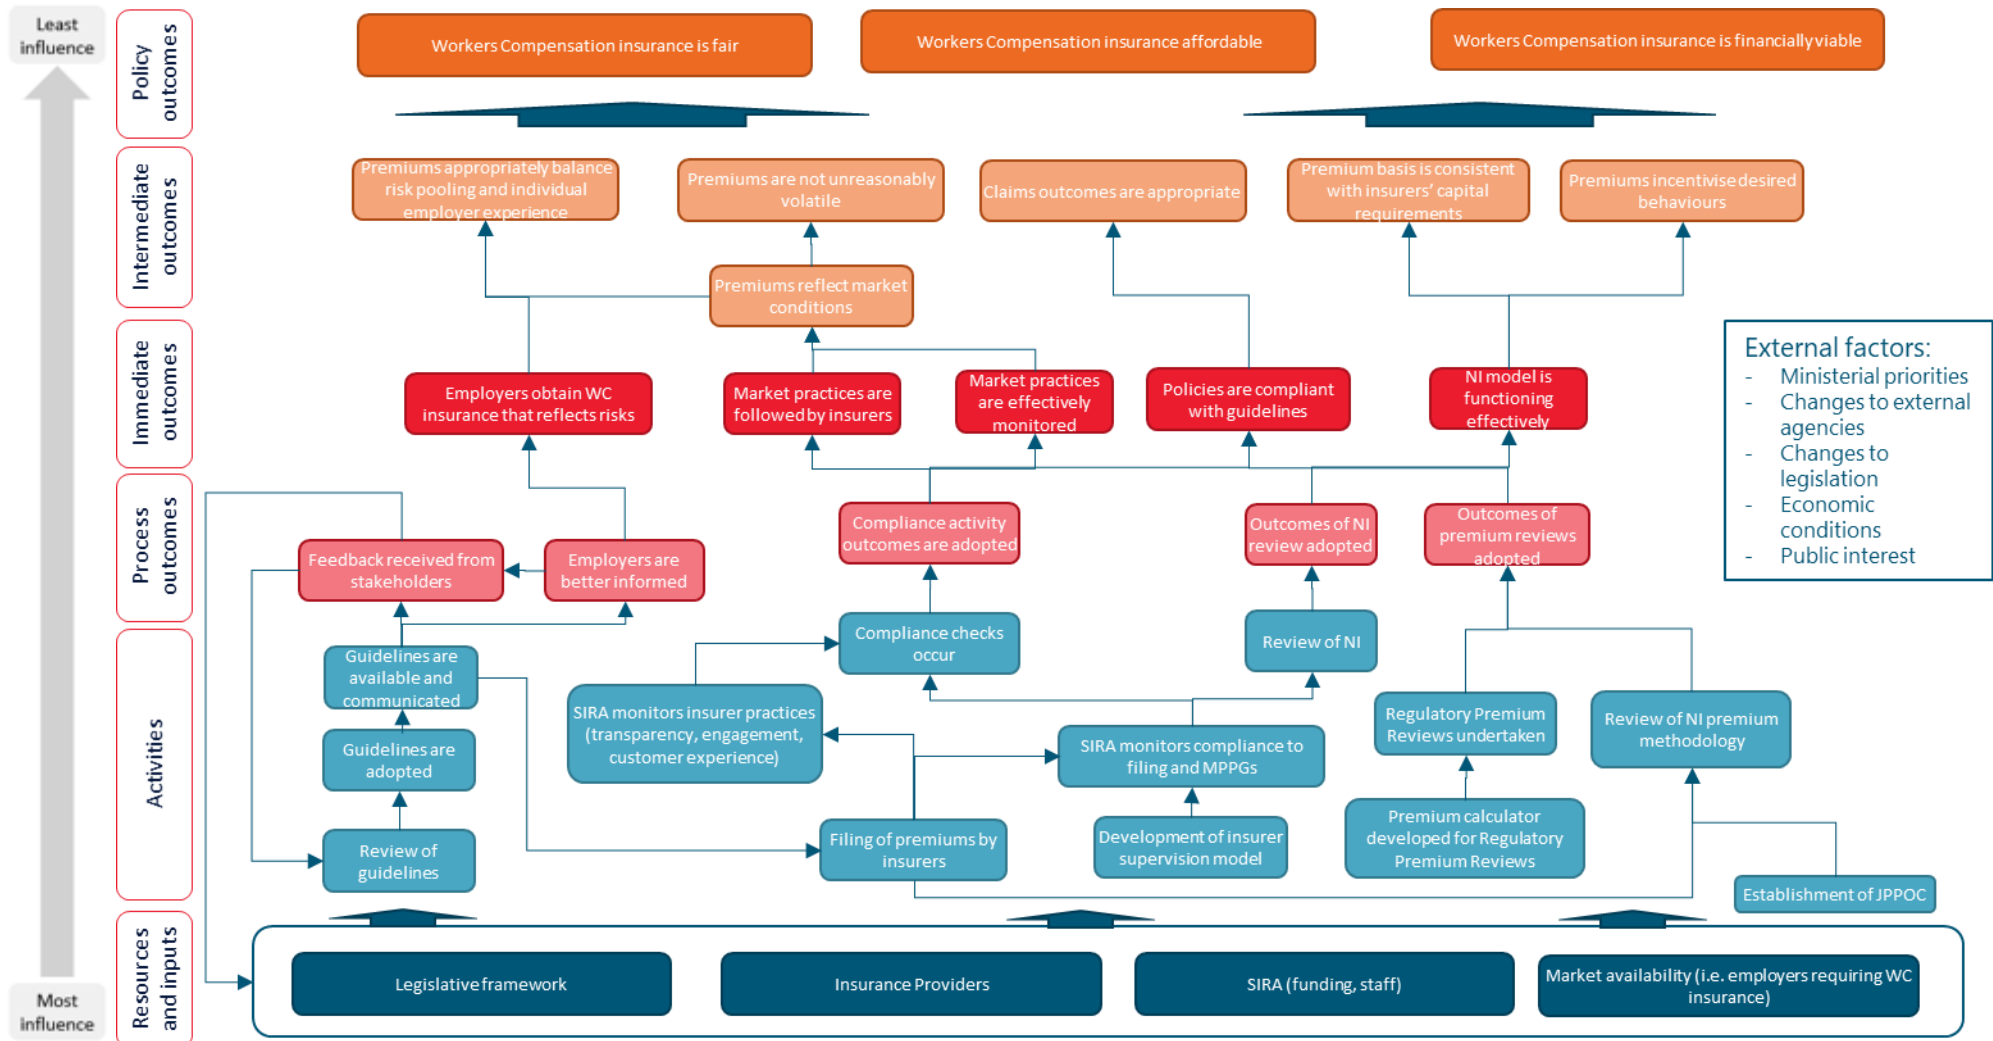 Least
influence
Policy
outcomes
Workers Compensation insurance is fair
Workers Compensation insurance affordable
Workers Compensation insurance is financially viable
Intermediate
outcomes
Premiums appropriately balance
risk pooling and individual
employer experience
Premiums are not unreasonably
volatile
Claims outcomes are appropriate
Premium basis is consistent
with insurers' capital
requirements
Premiums incentivise desired
behaviours
Premiums reflect market
conditions
Immediate
outcomes
Employers obtain WC
insurance that reflects risks
Market practices are
followed by insurers
Market practices
are effectively
monitored
Policies are compliant
with guidelines
NI model is
functioning
effectively
External factors:
- Ministerial priorities
- Changes to external
agencies
- Changes to
legislation
- Economic
conditions
- Public interest
Process
outcomes
Feedback received from
stakeholders
Employers are
better informed
Compliance activity
outcomes are adopted
Outcomes of NI
review adopted
Outcomes of
premium reviews
adopted
Activities
Guidelines are
available and
communicated
Compliance checks
occur
Review of NI
SIRA monitors insurer practices
(transparency, engagement,
customer experience)
Guidelines are
adopted
SIRA monitors compliance to
filing and MPPGs
Regulatory Premium
Reviews undertaken
Review of NI premium
methodology
Review of
guidelines
Filing of premiums by
insurers
Development of insurer
supervision model
Premium calculator
developed for Regulatory
Premium Reviews
Establishment of JPPOC
Most
influence
Resources
and inputs
Legislative framework
Insurance Providers
SIRA (funding, staff)
Market availability (i.e. employers requiring WC
insurance)